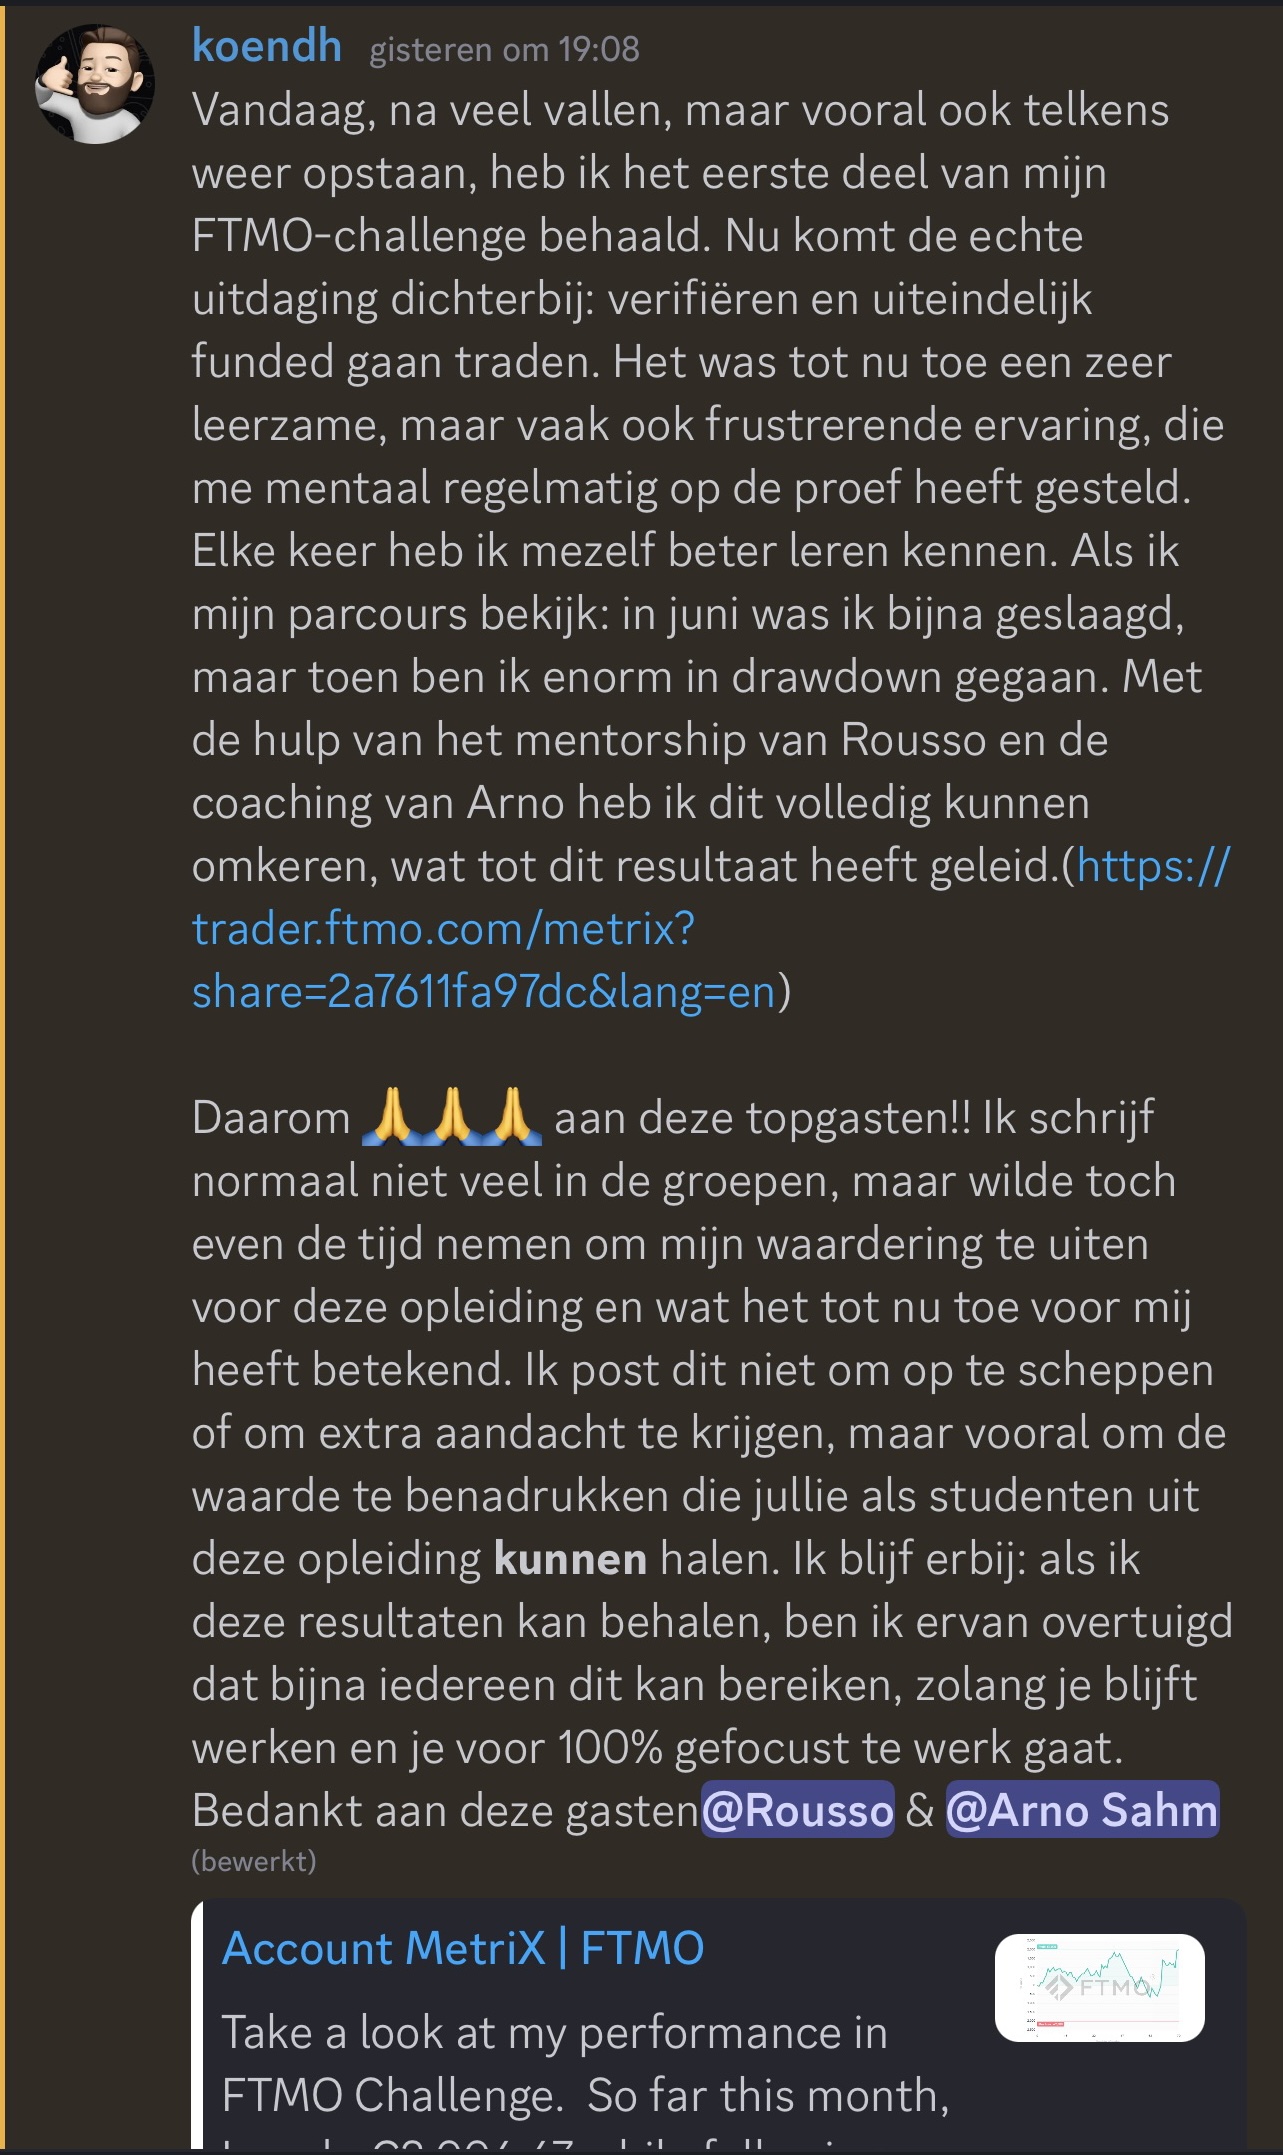 koendh gisteren om 19:08
Vandaag, na veel vallen, maar vooral ook telkens
weer opstaan, heb ik het eerste deel van mijn
FTMO-challenge behaald. Nu komt de echte
uitdaging dichterbij: verifiëren en uiteindelijk
funded gaan traden. Het was tot nu toe een zeer
leerzame, maar vaak ook frustrerende ervaring, die
me mentaal regelmatig op de proef heeft gesteld.
Elke keer heb ik mezelf beter leren kennen. Als ik
mijn parcours bekijk: in juni was ik bijna geslaagd,
maar toen ben ik enorm in drawdown gegaan. Met
de hulp van het mentorship van Rousso en de
coaching van Arno heb ik dit volledig kunnen
omkeren, wat tot dit resultaat heeft geleid.(https://
trader.ftmo.com/metrix?
share=2a7611fa97dc&lang=en)
Daarom 🙏🙏🙏 aan deze topgasten!! Ik schrijf
normaal niet veel in de groepen, maar wilde toch
even de tijd nemen om mijn waardering te uiten
voor deze opleiding en wat het tot nu toe voor mij
heeft betekend. Ik post dit niet om op te scheppen
of om extra aandacht te krijgen, maar vooral om de
waarde te benadrukken die jullie als studenten uit
deze opleiding kunnen halen. Ik blijf erbij: als ik
deze resultaten kan behalen, ben ik ervan overtuigd
dat bijna iedereen dit kan bereiken, zolang je blijft
werken en je voor 100% gefocust te werk gaat.
Bedankt aan deze gasten@Rousso & @Arno Sahm
(bewerkt)
Account MetriX | FTMO
FTMO
Take a look at my performance in
FTMO Challenge. So far this month,